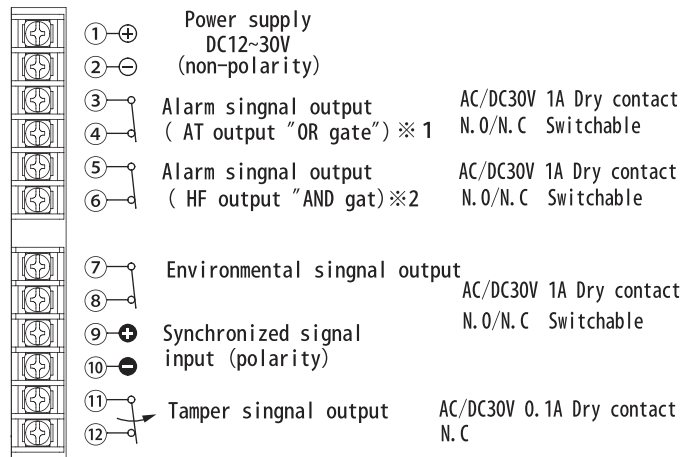 ① ⊕ Power supply
DC12~30V
② ⊖ (non-polarity)
③ Alarm singnal output AC/DC30V 1A Dry contact
④ ( AT output "OR gate") ※ 1 N.O/N.C Switchable
⑤ Alarm singnal output AC/DC30V 1A Dry contact
⑥ ( HF output "AND gat)※2 N.O/N.C Switchable
⑦ Environmental singnal output
⑧ AC/DC30V 1A Dry contact
N.O/N.C Switchable
⑨ + Synchronized signal
⑩ - input (polarity)
⑪ Tamper singnal output AC/DC30V 0.1A Dry contact
⑫ N.C